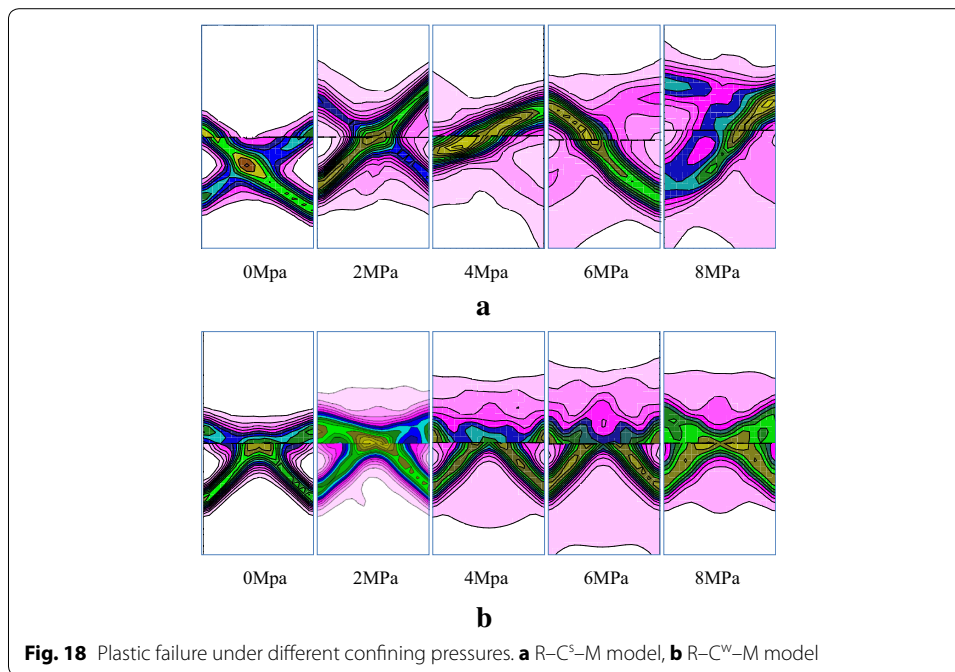 0Mpa 2MPa 4Mpa 6MPa 8MPa
a
0Mpa 2MPa 4Mpa 6MPa 8MPa
b
Fig. 18 Plastic failure under different confining pressures. a R–Cˢ–M model, b R–Cʷ–M model